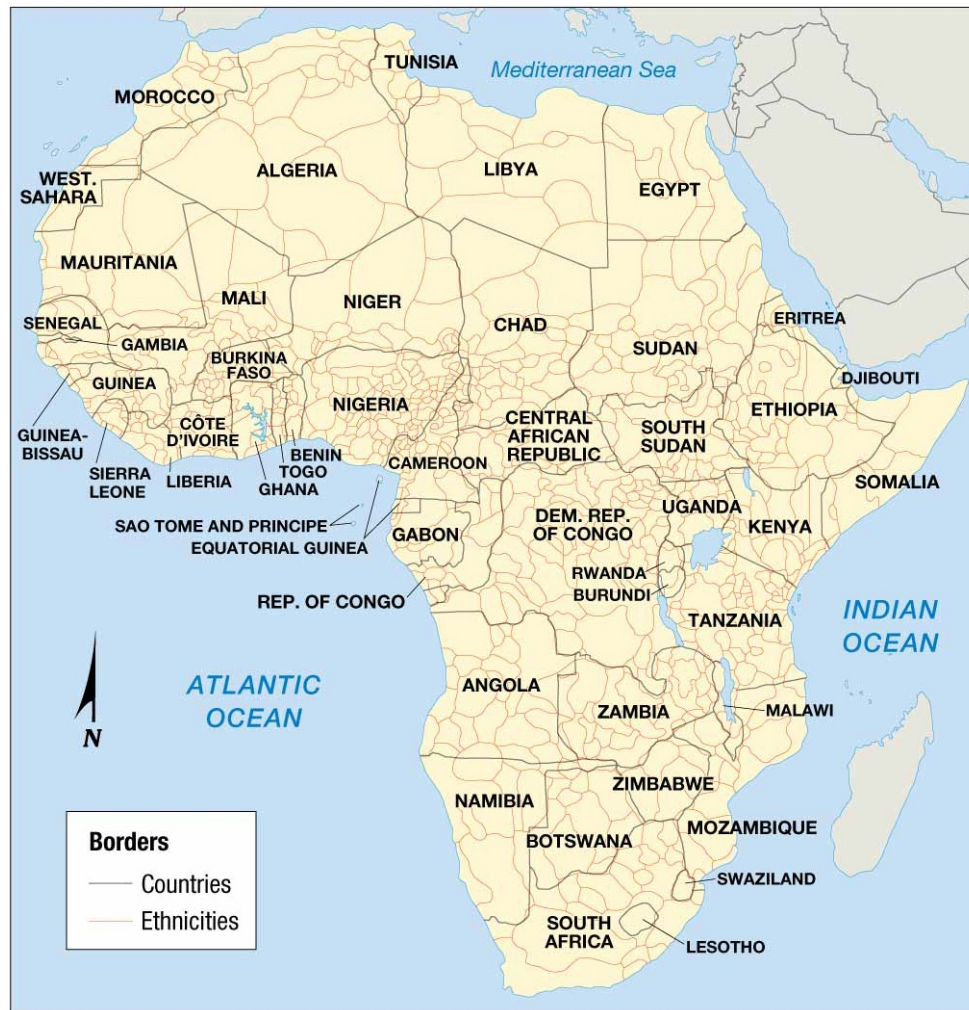 TUNISIA
Mediterranean Sea
MOROCCO
ALGERIA
LIBYA
EGYPT
WEST.
SAHARA
MAURITANIA
MALI
NIGER
CHAD
SUDAN
ERITREA
SENEGAL
GAMBIA
BURKINA
FASO
DJIBOUTI
GUINEA
NIGERIA
ETHIOPIA
CÔTE
D'IVOIRE
CENTRAL
AFRICAN
REPUBLIC
SOUTH
SUDAN
GUINEA-
BISSAU
SIERRA
LEONE
LIBERIA
GHANA
BENIN
TOGO
CAMEROON
SOMALIA
UGANDA
KENYA
SAO TOME AND PRINCIPE
EQUATORIAL GUINEA
GABON
DEM. REP.
OF CONGO
RWANDA
BURUNDI
REP. OF CONGO
TANZANIA
INDIAN
OCEAN
ATLANTIC
OCEAN
ANGOLA
ZAMBIA
MALAWI
N
ZIMBABWE
NAMIBIA
BOTSWANA
MOZAMBIQUE
SWAZILAND
SOUTH
AFRICA
LESOTHO
Borders
Countries
Ethnicities